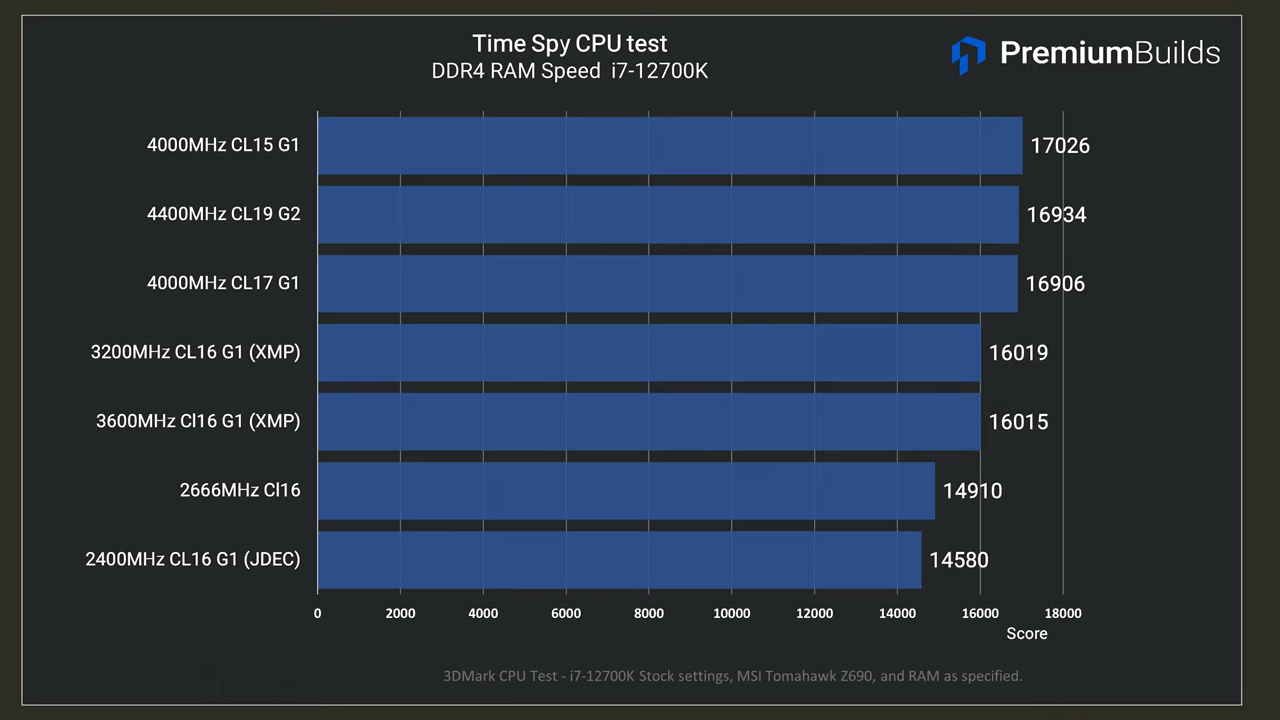 Time Spy CPU test
DDR4 RAM Speed i7-12700K
PremiumBuilds
4000MHz CL15 G1
17026
4400MHz CL19 G2
16934
4000MHz CL17 G1
16906
3200MHz CL16 G1 (XMP)
16019
3600MHz Cl16 G1 (XMP)
16015
2666MHz Cl16
14910
2400MHz CL16 G1 (JDEC)
14580
0 2000 4000 6000 8000 10000 12000 14000 16000 18000
Score
3DMark CPU Test - i7-12700K Stock settings, MSI Tomahawk Z690, and RAM as specified.